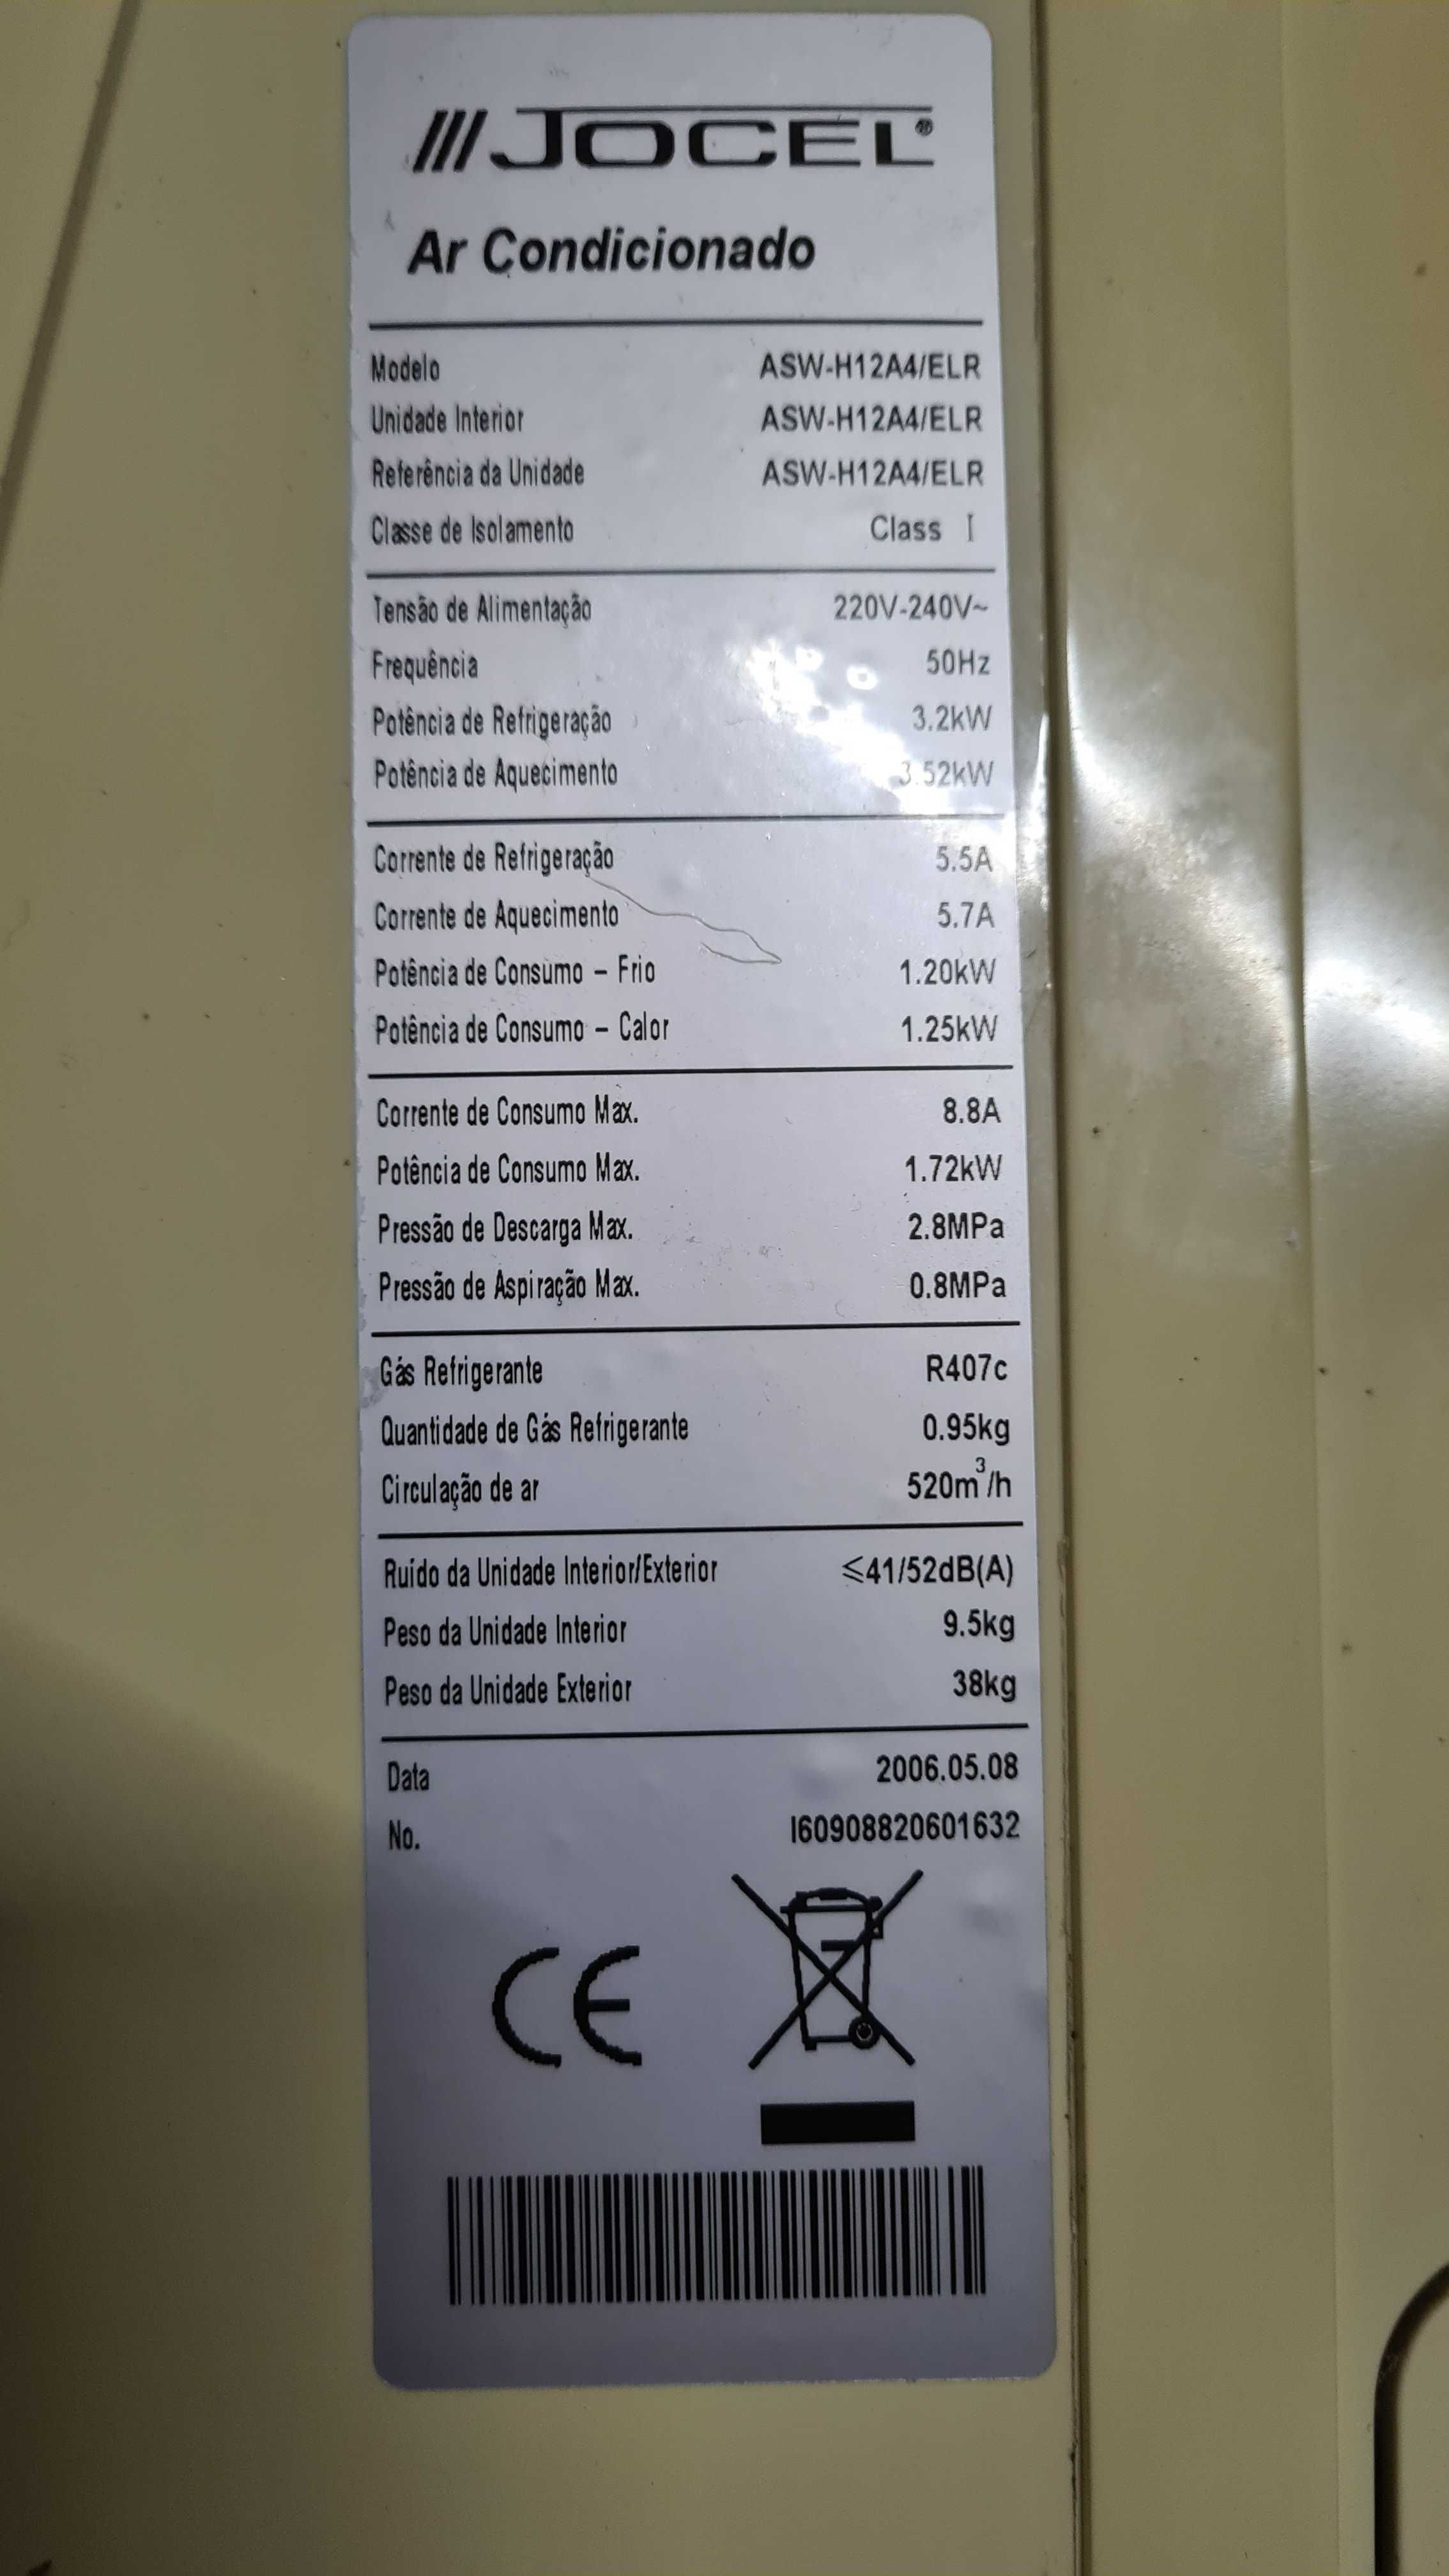 JOCEL®
Ar Condicionado
Modelo ASW-H12A4/ELR
Unidade Interior ASW-H12A4/ELR
Referência da Unidade ASW-H12A4/ELR
Classe de Isolamento Class I
Tensão de Alimentação 220V-240V~
Frequência 50Hz
Potência de Refrigeração 3.2kW
Potência de Aquecimento 3.52kW
Corrente de Refrigeração 5.5A
Corrente de Aquecimento 5.7A
Potência de Consumo – Frio 1.20kW
Potência de Consumo – Calor 1.25kW
Corrente de Consumo Max. 8.8A
Potência de Consumo Max. 1.72kW
Pressão de Descarga Max. 2.8MPa
Pressão de Aspiração Max. 0.8MPa
Gás Refrigerante R407c
Quantidade de Gás Refrigerante 0.95kg
Circulação de ar 520m³/h
Ruído da Unidade Interior/Exterior ≤41/52dB(A)
Peso da Unidade Interior 9.5kg
Peso da Unidade Exterior 38kg
Data 2006.05.08
No. I60908820601632
CE